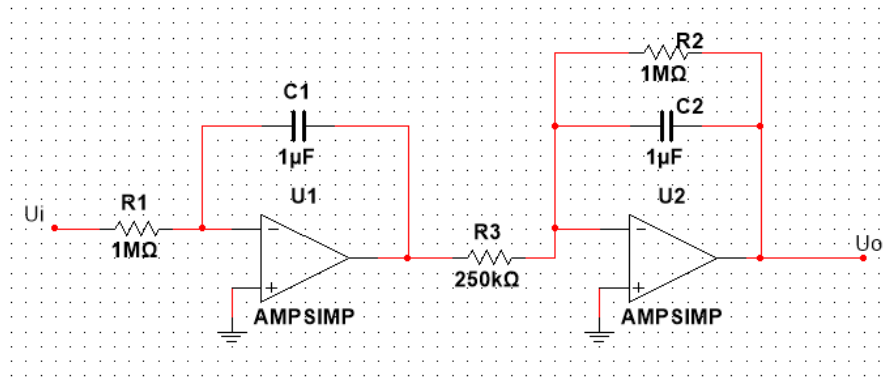 R2
1MΩ
C1
C2
1µF
1µF
U1
U2
R1
Ui
1MΩ
−
−
R3
Uo
250kΩ
+
+
AMPSIMP
AMPSIMP